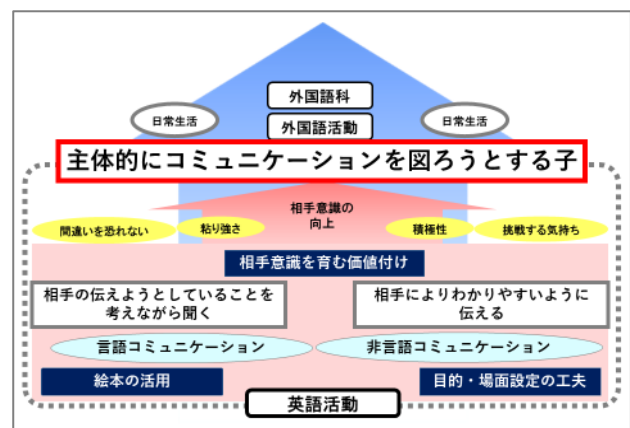 外国語科
日常生活
外国語活動
日常生活
主体的にコミュニケーションを図ろうとする子
相手意識の
向上
間違いを恐れない
粘り強さ
積極性
挑戦する気持ち
相手意識を育む価値付け
相手の伝えようとしていることを
考えながら聞く
相手によりわかりやすいように
伝える
言語コミュニケーション
非言語コミュニケーション
絵本の活用
目的・場面設定の工夫
英語活動